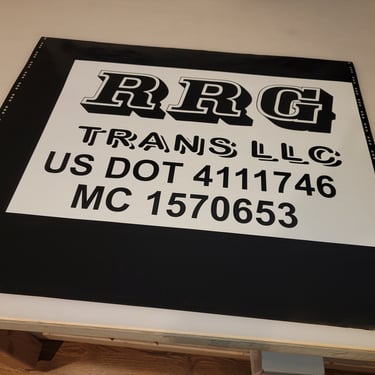 RRG
TRANS LLC
US DOT 4111746
MC 1570653